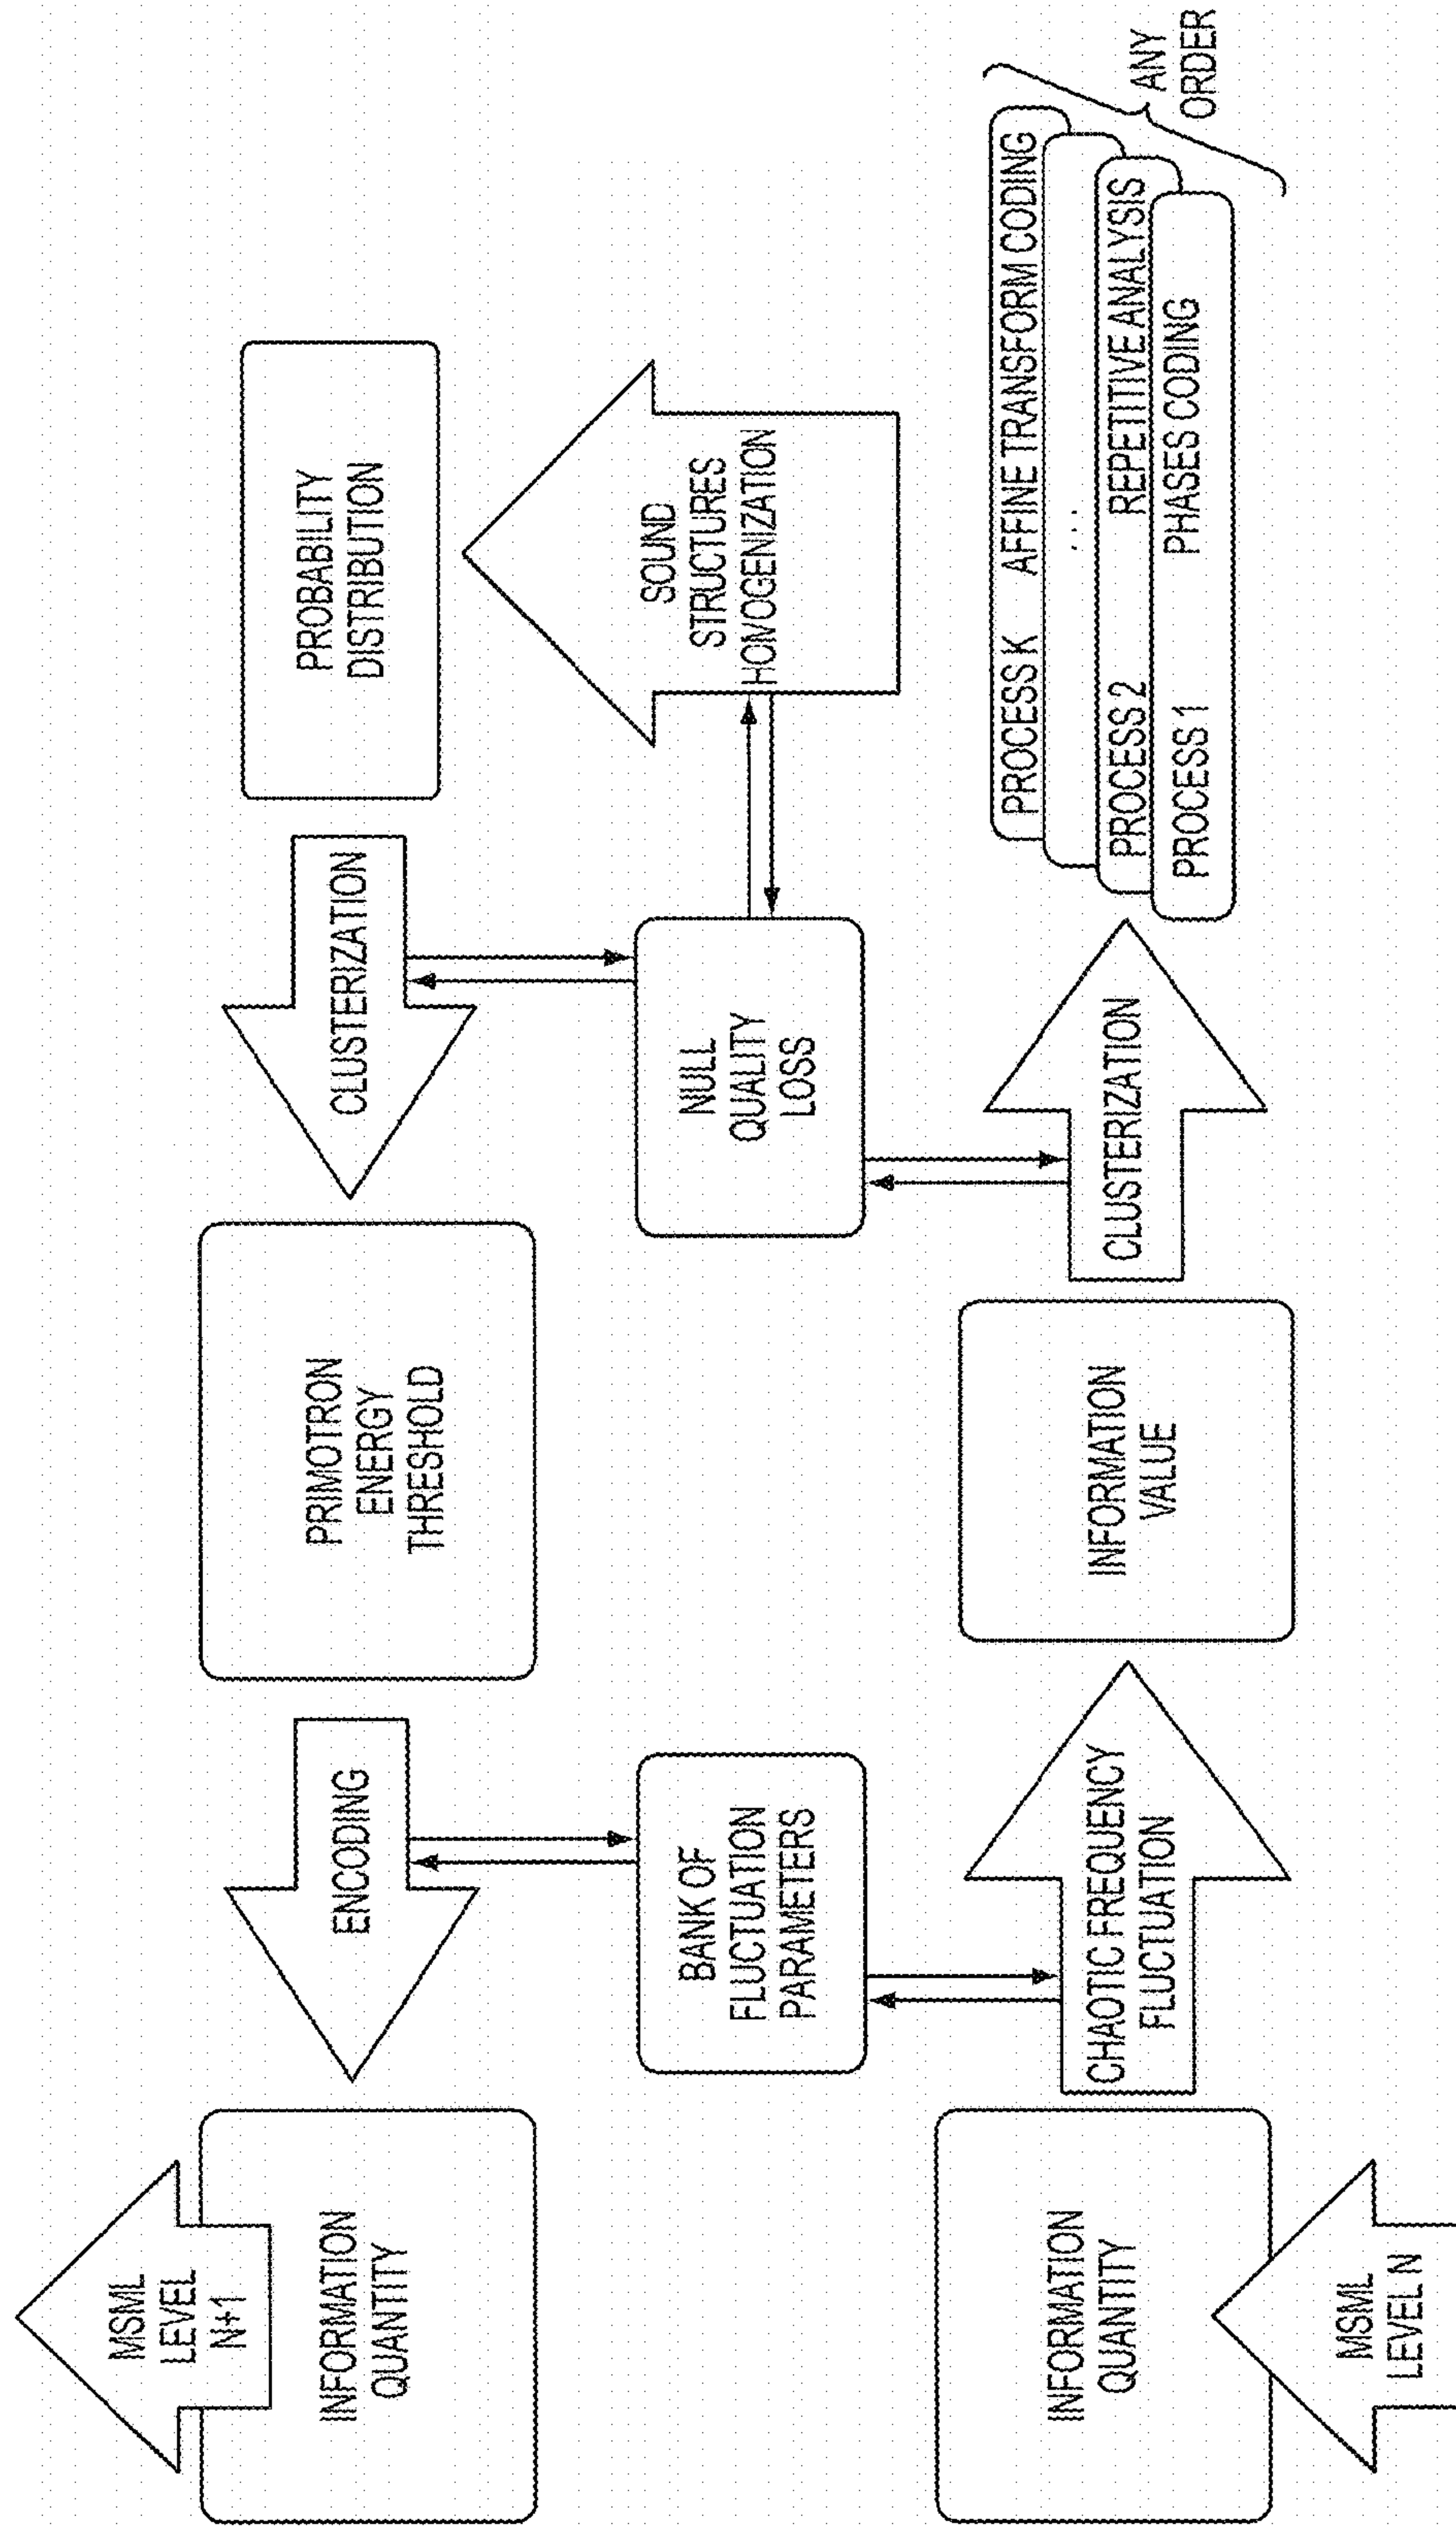 MSML
LEVEL
N+1
INFORMATION
QUANTITY
ENCODING
PRIMOTRON
ENERGY
THRESHOLD
CLUSTERIZATION
PROBABILITY
DISTRIBUTION
BANK OF
FLUCTUATION
PARAMETERS
NULL
QUALITY
LOSS
SOUND
STRUCTURES
HOMOGENIZATION
MSML
LEVEL N
INFORMATION
QUANTITY
CHAOTIC FREQUENCY
FLUCTUATION
INFORMATION
VALUE
CLUSTERIZATION
PROCESS K AFFINE TRANSFORM CODING
...
PROCESS 2 REPETITIVE ANALYSIS
PROCESS 1 PHASES CODING
ANY
ORDER